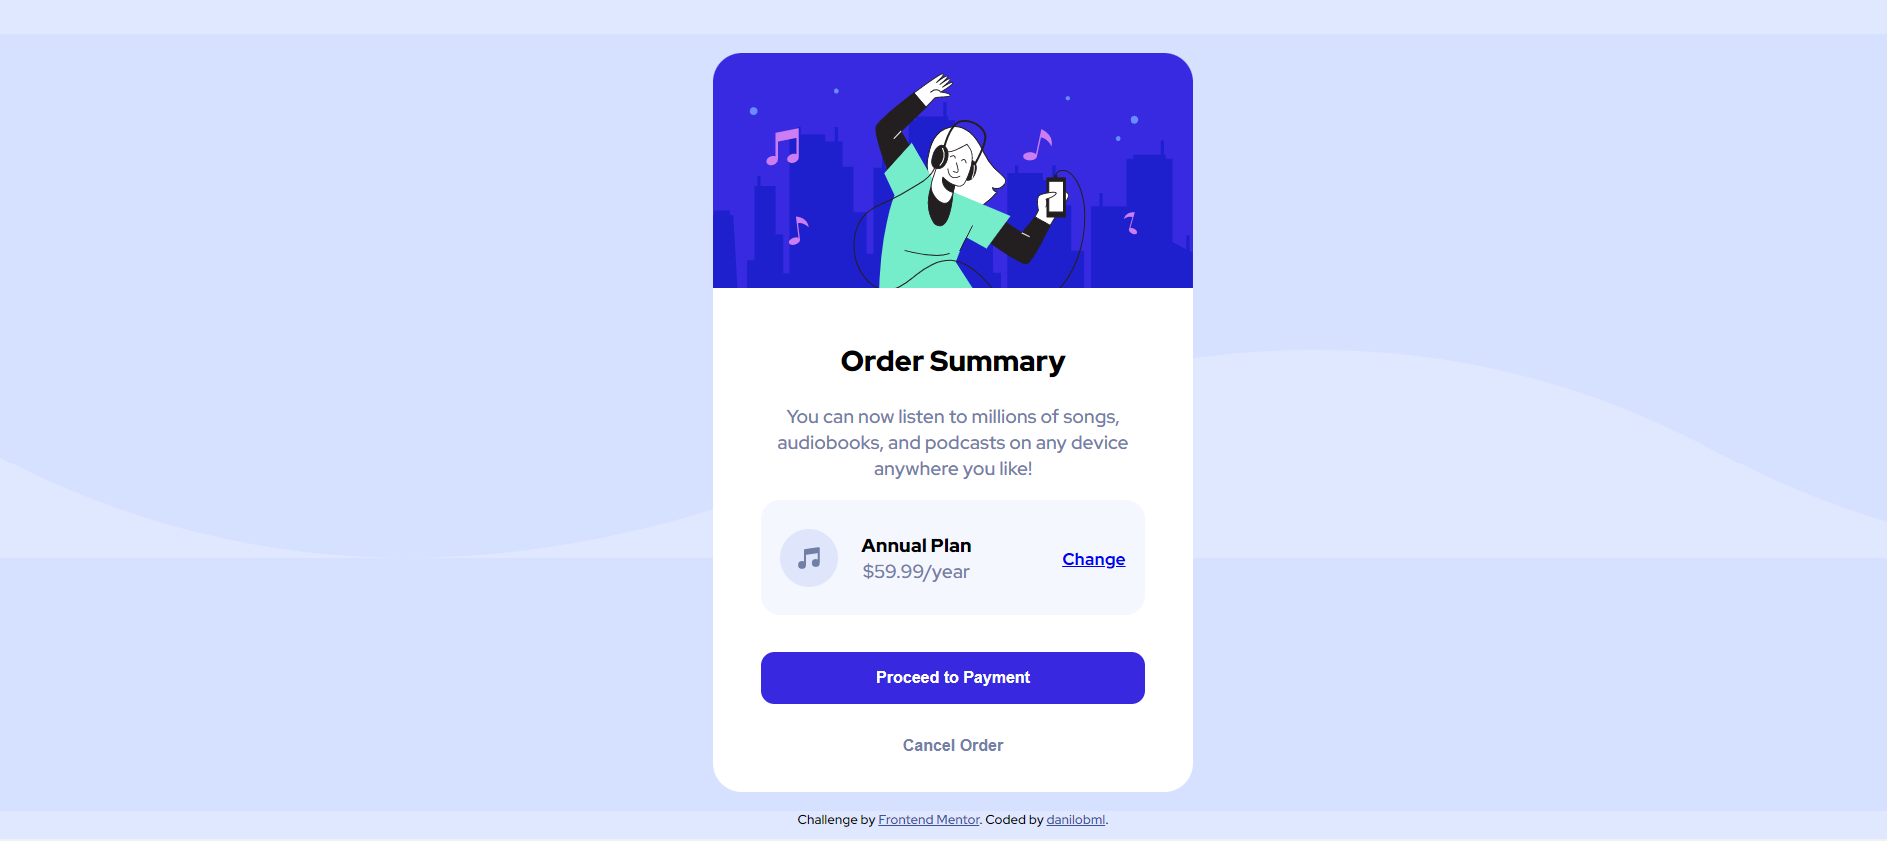 Order Summary
You can now listen to millions of songs,
audiobooks, and podcasts on any device
anywhere you like!
Annual Plan
$59.99/year
Change
Proceed to Payment
Cancel Order
Challenge by Frontend Mentor. Coded by danilobml.